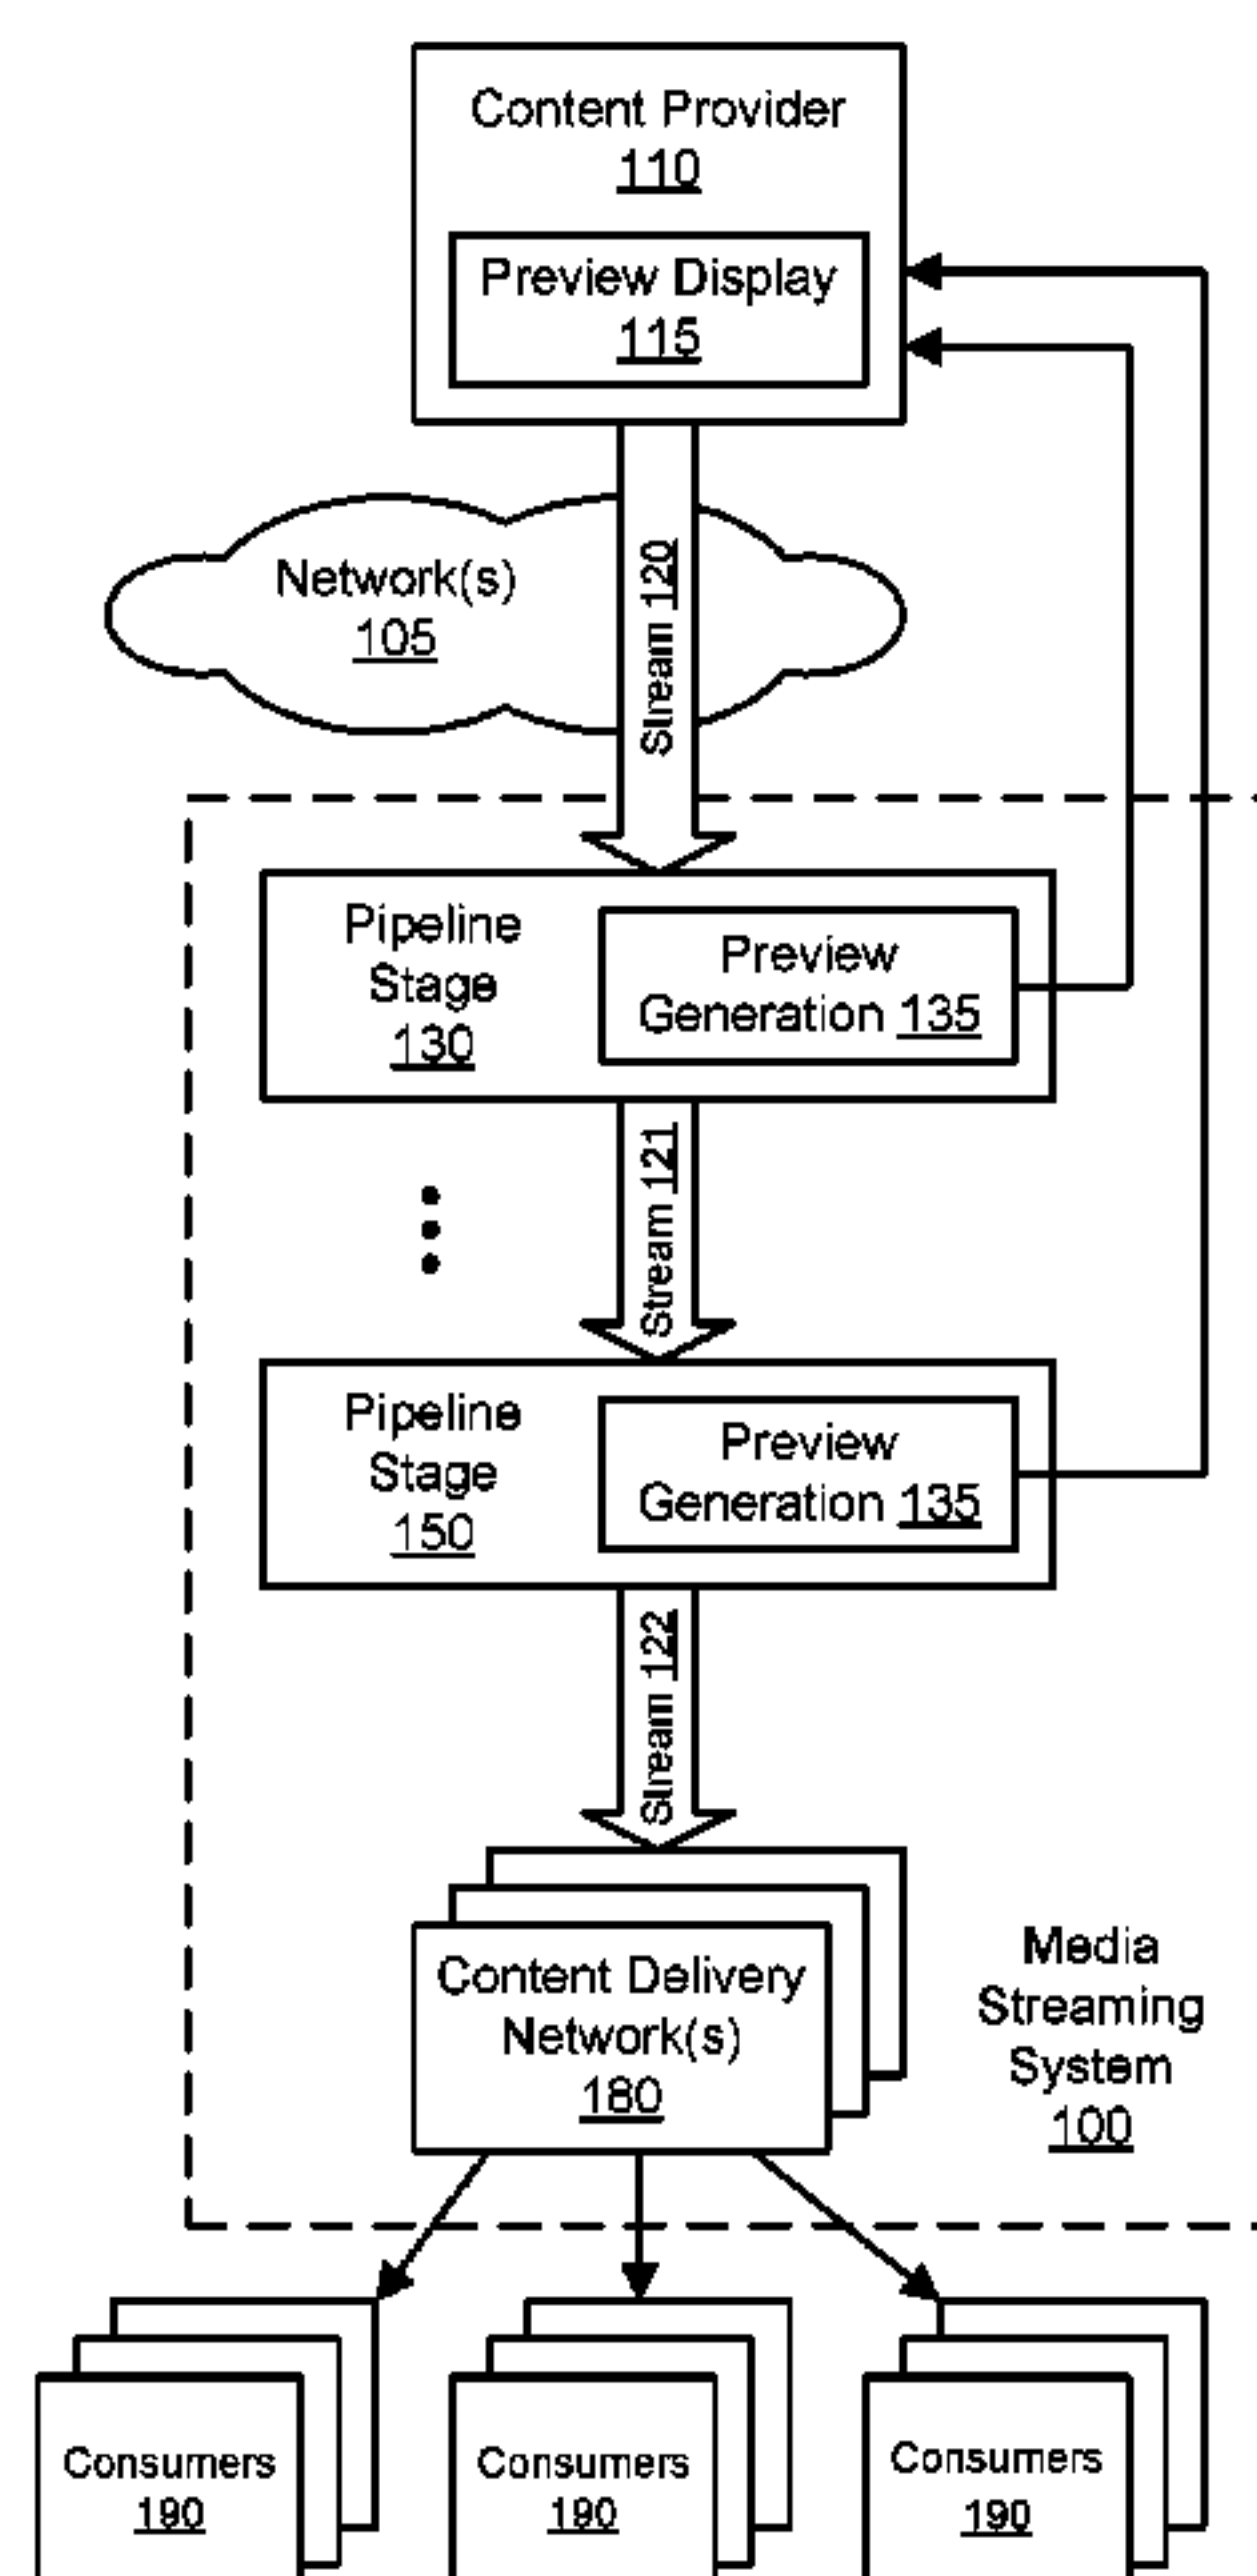 Content Provider
110
Preview Display
115
Network(s)
105
Stream 120
Pipeline
Stage
130
Preview
Generation 135
Stream 121
Pipeline
Stage
150
Preview
Generation 135
Stream 122
Content Delivery
Network(s)
180
Media
Streaming
System
100
Consumers
190
Consumers
190
Consumers
190